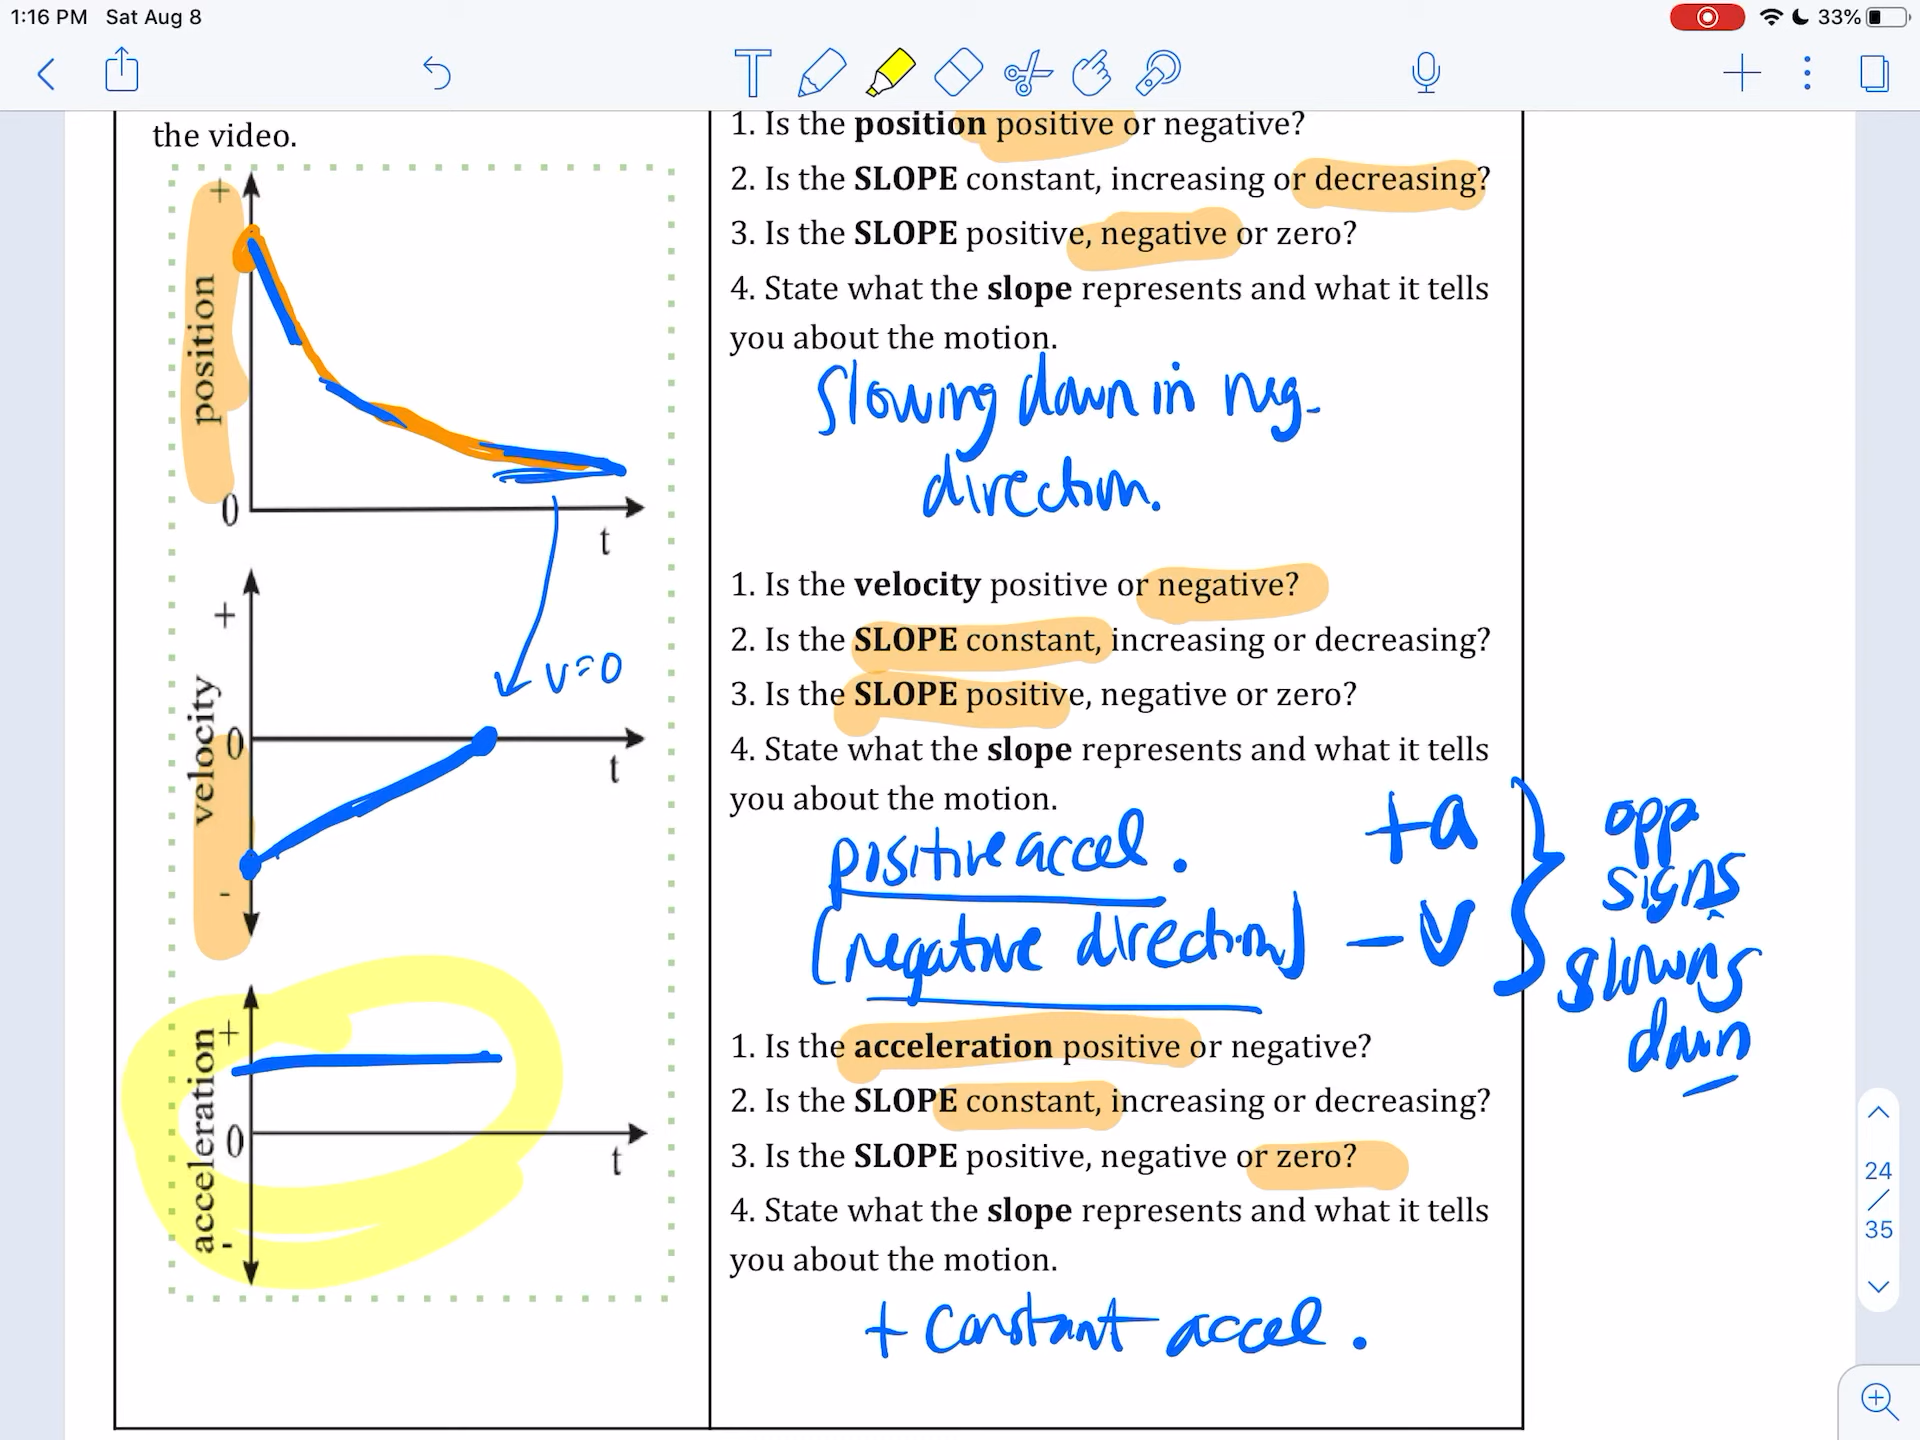 1:16 PM Sat Aug 8
33%
T
the video.
+
position
0
t
+
velocity
0
t
-
v=0
+
acceleration
0
t
-
1. Is the position positive or negative?
2. Is the SLOPE constant, increasing or decreasing?
3. Is the SLOPE positive, negative or zero?
4. State what the slope represents and what it tells
you about the motion.
Slowing down in neg.
direction.
1. Is the velocity positive or negative?
2. Is the SLOPE constant, increasing or decreasing?
3. Is the SLOPE positive, negative or zero?
4. State what the slope represents and what it tells
you about the motion.
positive accel.
(negative direction)
+a
-v
opp
signs
slowing
down
1. Is the acceleration positive or negative?
2. Is the SLOPE constant, increasing or decreasing?
3. Is the SLOPE positive, negative or zero?
4. State what the slope represents and what it tells
you about the motion.
+ constant accel.
24
/
35